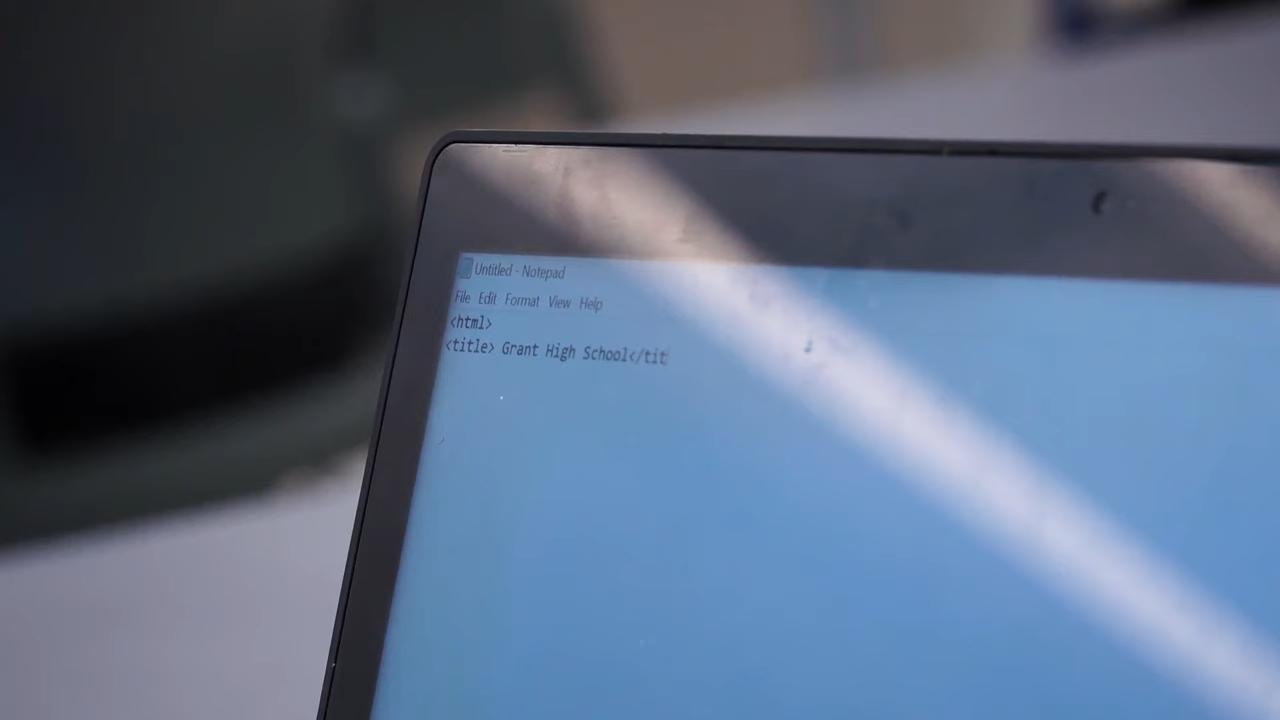 Untitled - Notepad
File Edit Format View Help
<html>
<title> Grant High School</tit